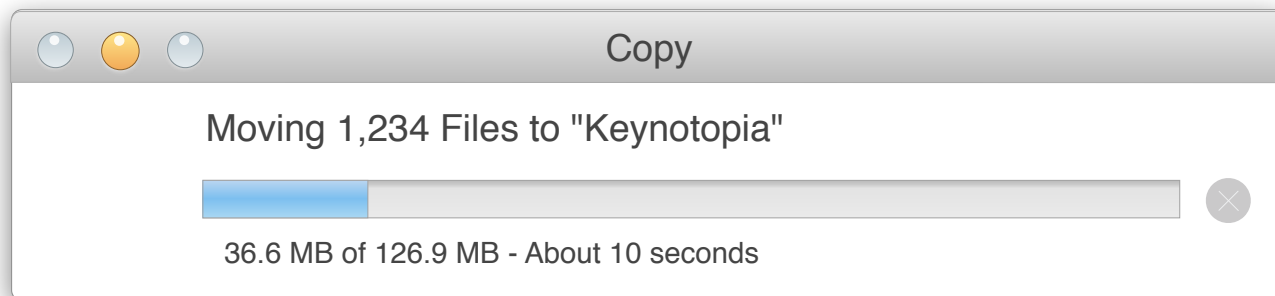 Copy
Moving 1,234 Files to "Keynotopia"
36.6 MB of 126.9 MB - About 10 seconds